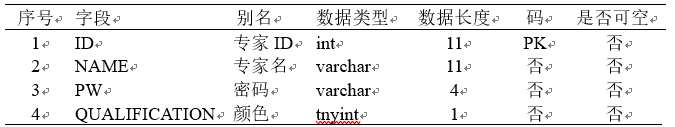 序号 字段 别名 数据类型 数据长度 码 是否可空
1 ID 专家 ID int 11 PK 否
2 NAME 专家名 varchar 11 否 否
3 PW 密码 varchar 4 否 否
4 QUALIFICATION 颜色 tnyint 1 否 否